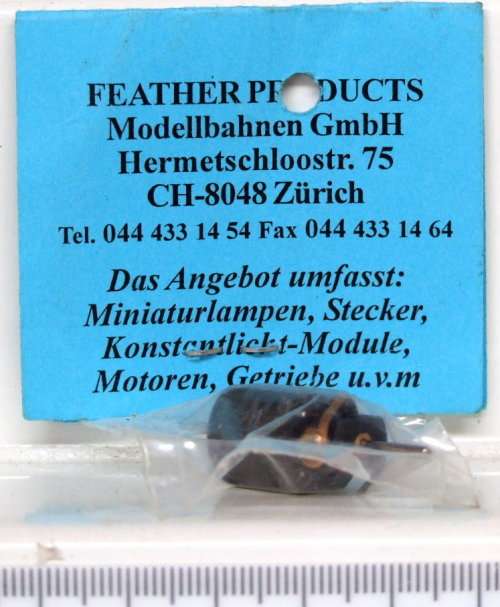 FEATHER PRODUCTS
Modellbahnen GmbH
Hermetschloostr. 75
CH-8048 Zürich
Tel. 044 433 14 54 Fax 044 433 14 64
Das Angebot umfasst:
Miniaturlampen, Stecker,
Konstantlicht-Module,
Motoren, Getriebe u.v.m